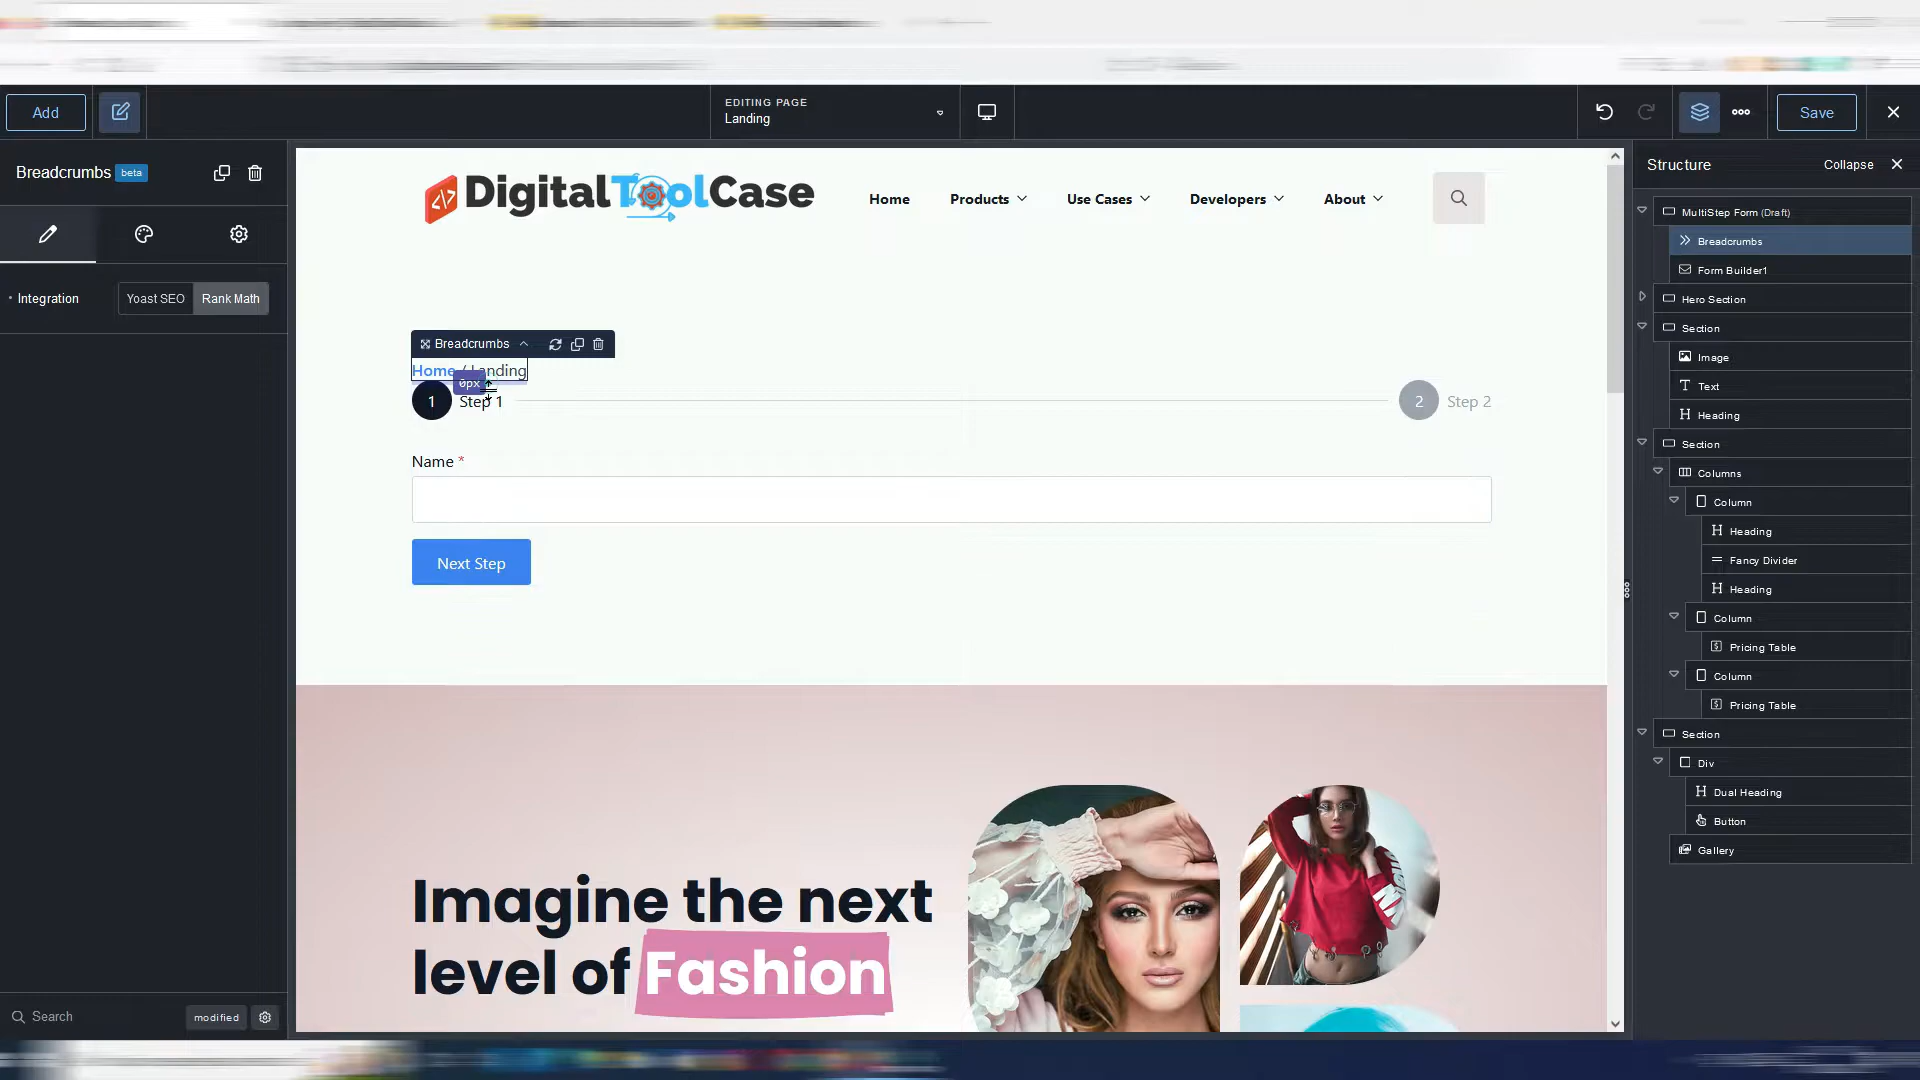 Add
EDITING PAGE
Landing
Save
Breadcrumbs beta
Integration
Yoast SEO
Rank Math
Search
modified
DigitalToolCase
Home
Products
Use Cases
Developers
About
Breadcrumbs
Home / Landing
0px
1 Step 1
2 Step 2
Name *
Next Step
Imagine the next
level of Fashion
Structure
Collapse
MultiStep Form (Draft)
Breadcrumbs
Form Builder1
Hero Section
Section
Image
Text
Heading
Section
Columns
Column
Heading
Fancy Divider
Heading
Column
Pricing Table
Column
Pricing Table
Section
Div
Dual Heading
Button
Gallery